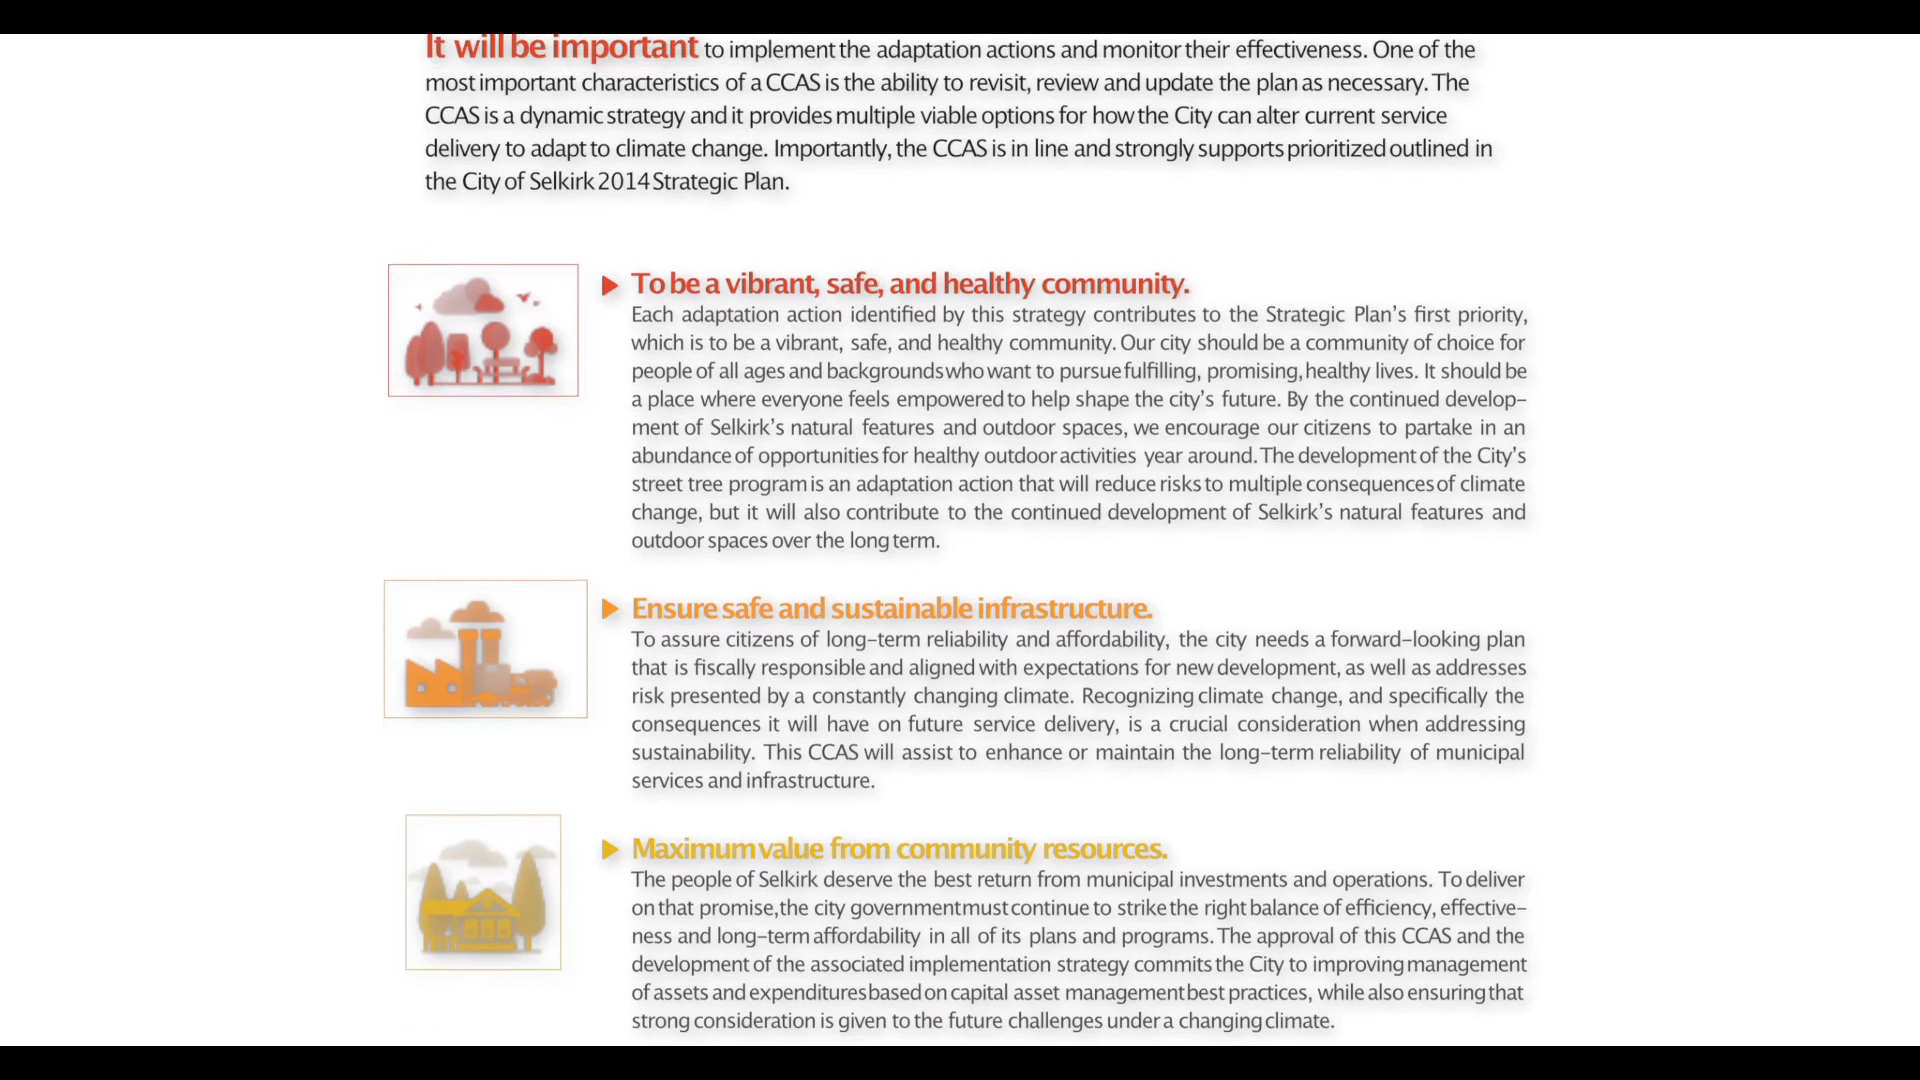 It will be important to implement the adaptation actions and monitor their effectiveness. One of the
most important characteristics of a CCAS is the ability to revisit, review and update the plan as necessary. The
CCAS is a dynamic strategy and it provides multiple viable options for how the City can alter current service
delivery to adapt to climate change. Importantly, the CCAS is in line and strongly supports prioritized outlined in
the City of Selkirk 2014 Strategic Plan.
To be a vibrant, safe, and healthy community.
Each adaptation action identified by this strategy contributes to the Strategic Plan's first priority,
which is to be a vibrant, safe, and healthy community. Our city should be a community of choice for
people of all ages and backgrounds who want to pursue fulfilling, promising, healthy lives. It should be
a place where everyone feels empowered to help shape the city's future. By the continued develop-
ment of Selkirk's natural features and outdoor spaces, we encourage our citizens to partake in an
abundance of opportunities for healthy outdoor activities year around. The development of the City's
street tree program is an adaptation action that will reduce risks to multiple consequences of climate
change, but it will also contribute to the continued development of Selkirk's natural features and
outdoor spaces over the long term.
Ensure safe and sustainable infrastructure.
To assure citizens of long-term reliability and affordability, the city needs a forward-looking plan
that is fiscally responsible and aligned with expectations for new development, as well as addresses
risk presented by a constantly changing climate. Recognizing climate change, and specifically the
consequences it will have on future service delivery, is a crucial consideration when addressing
sustainability. This CCAS will assist to enhance or maintain the long-term reliability of municipal
services and infrastructure.
Maximum value from community resources.
The people of Selkirk deserve the best return from municipal investments and operations. To deliver
on that promise, the city government must continue to strike the right balance of efficiency, effective-
ness and long-term affordability in all of its plans and programs. The approval of this CCAS and the
development of the associated implementation strategy commits the City to improving management
of assets and expenditures based on capital asset management best practices, while also ensuring that
strong consideration is given to the future challenges under a changing climate.